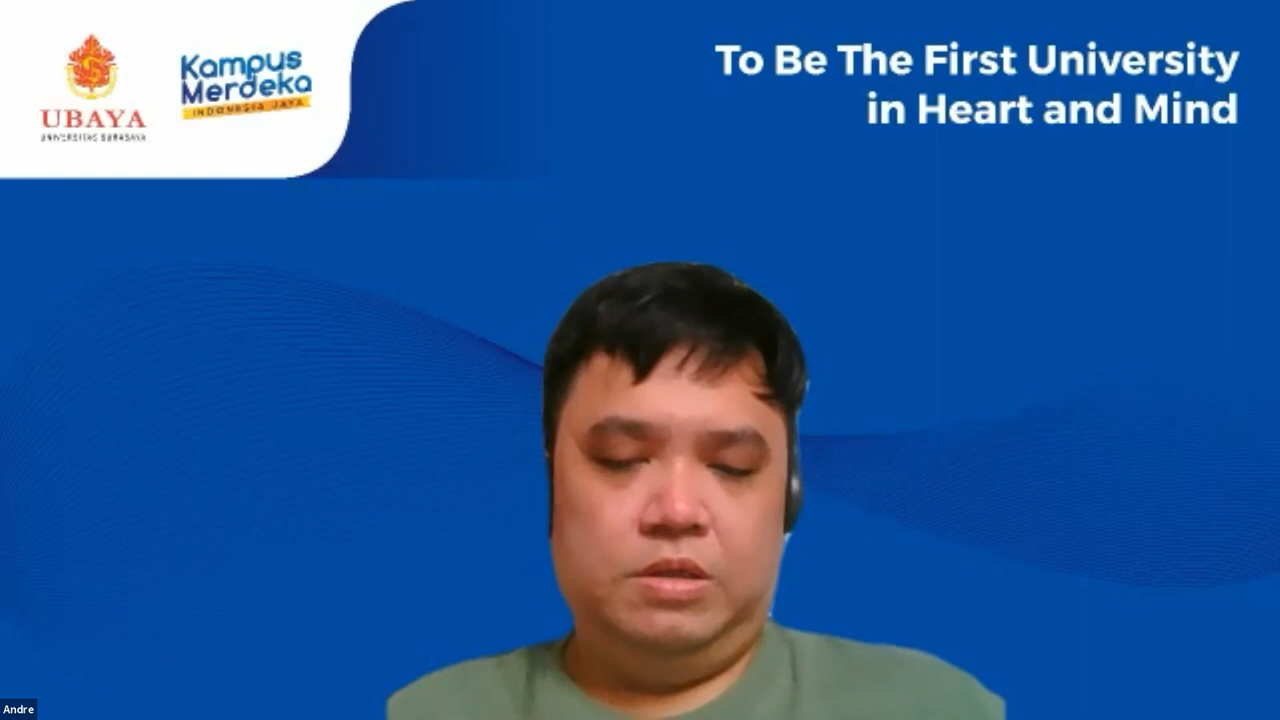 UBAYA
UNIVERSITAS SURABAYA
Kampus
Merdeka
INDONESIA JAYA
To Be The First University
in Heart and Mind
Andre